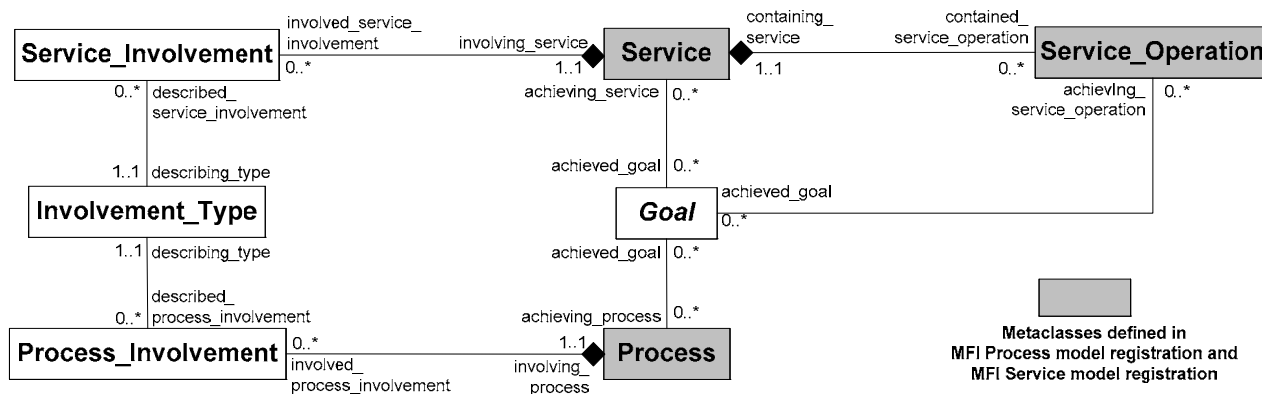 involved_service_
involvement
involving_service
containing_
service
contained_
service_operation
Service_Involvement
Service
Service_Operation
0..*
1..1
1..1
0..*
0..*
described_
service_involvement
achieving_service
0..*
achieving_
service_operation
0..*
1..1
describing_type
achieved_goal
0..*
Involvement_Type
Goal
achieved_goal
0..*
1..1
describing_type
achieved_goal
0..*
0..*
described_
process_involvement
achieving_process
0..*
Process_Involvement
0..*
involved_
process_involvement
1..1
involving_
process
Process
Metaclasses defined in
MFI Process model registration and
MFI Service model registration